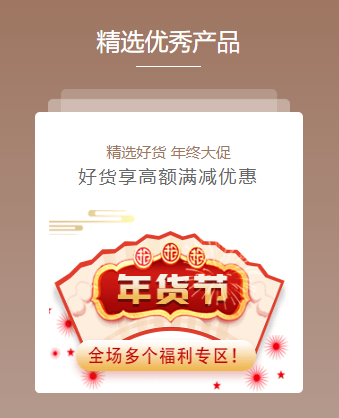 精选优秀产品
精选好货 年终大促
好货享高额满减优惠
年货节
全场多个福利专区！